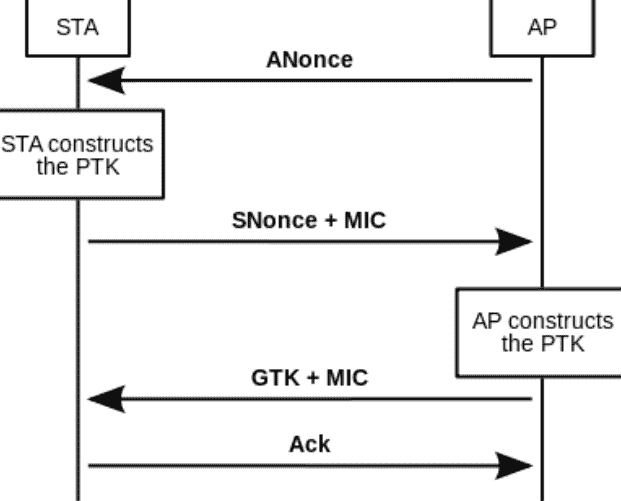 STA
AP
ANonce
STA constructs
the PTK
SNonce + MIC
AP constructs
the PTK
GTK + MIC
Ack